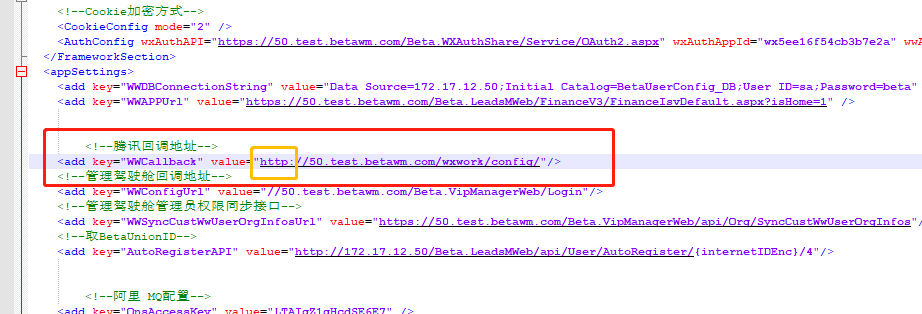 <!--Cookie加密方式-->
<CookieConfig mode="2" />
<AuthConfig wxAuthAPI="https://50.test.betawm.com/Beta.WXAuthShare/Service/OAuth2.aspx" wxAuthAppId="wx5ee16f54cb3b7e2a" wwA
</FrameworkSection>
<appSettings>
<add key="WWDBConnectionString" value="Data Source=172.17.12.50;Initial Catalog=BetaUserConfig_DB;User ID=sa;Password=beta"
<add key="WWAPPUrl" value="https://50.test.betawm.com/Beta.LeadsMWeb/FinanceV3/FinanceIsvDefault.aspx?isHome=1" />
<!--腾讯回调地址-->
<add key="WWCallback" value="http://50.test.betawm.com/wxwork/config/"/>
<!--管理驾驶舱回调地址-->
<add key="WWConfigUrl" value="//50.test.betawm.com/Beta.VipManagerWeb/Login"/>
<!--管理驾驶舱管理员权限同步接口-->
<add key="WWSyncCustWwUserOrgInfosUrl" value="https://50.test.betawm.com/Beta.VipManagerWeb/api/Org/SyncCustWwUserOrgInfos"/
<!--取BetaUnionID-->
<add key="AutoRegisterAPI" value="http://172.17.12.50/Beta.LeadsMWeb/api/User/AutoRegister/{internetIDEnc}/4"/>
<!--阿里 MQ配置-->
<add key="OnsAccessKey" value="LTAIgZ1gHcdSE6E7" />